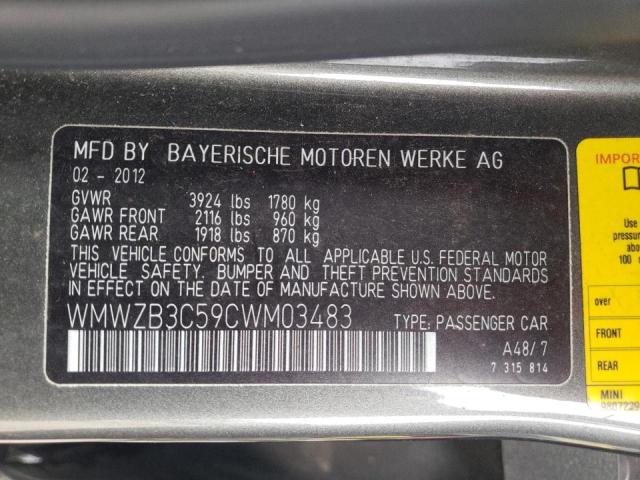 MFD BY BAYERISCHE MOTOREN WERKE AG
02 - 2012
GVWR 3924 lbs 1780 kg
GAWR FRONT 2116 lbs 960 kg
GAWR REAR 1918 lbs 870 kg
THIS VEHICLE CONFORMS TO ALL APPLICABLE U.S. FEDERAL MOTOR
VEHICLE SAFETY, BUMPER AND THEFT PREVENTION STANDARDS
IN EFFECT ON THE DATE OF MANUFACTURE SHOWN ABOVE.
WMWZB3C59CWM03483 TYPE: PASSENGER CAR
A48/7
7 315 814
Use
pressure
abo
100
over
FRONT
REAR
MINI